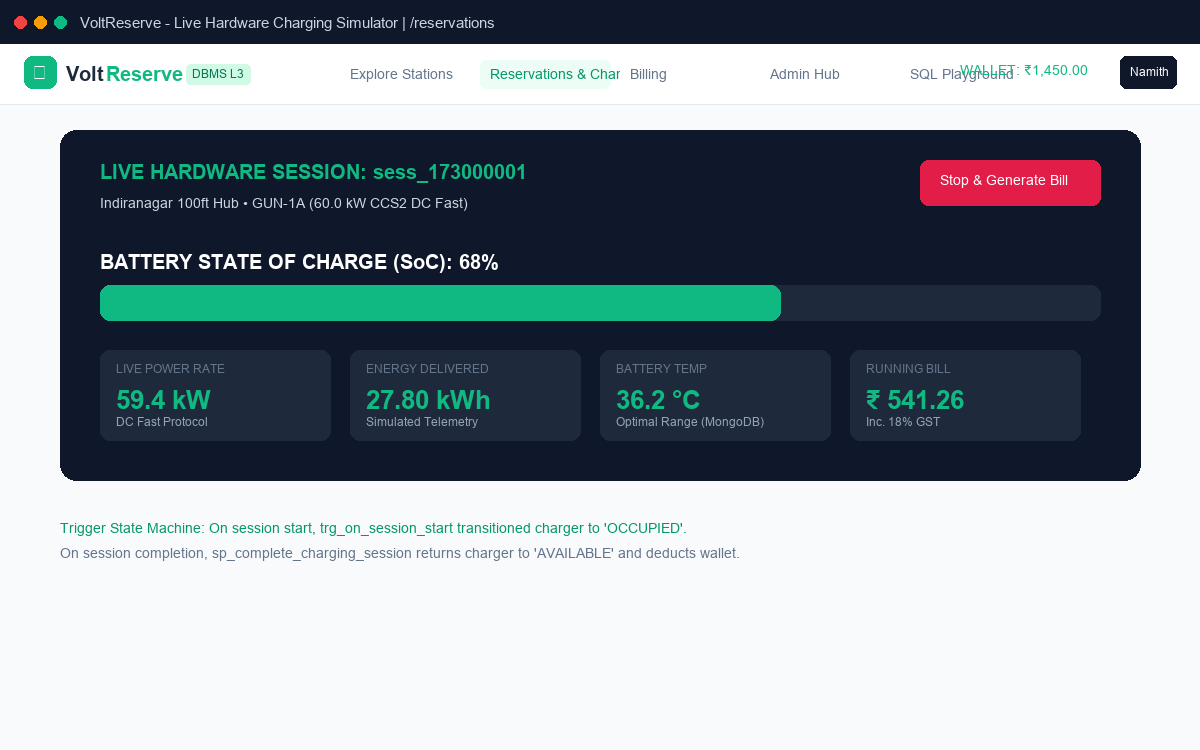 VoltReserve - Live Hardware Charging Simulator | /reservations
VoltReserve DBMS L3
Explore Stations
Reservations & Char
Billing
Admin Hub
SQL Playground
WALLET: ₹1,450.00
Namith
LIVE HARDWARE SESSION: sess_173000001
Stop & Generate Bill
Indiranagar 100ft Hub • GUN-1A (60.0 kW CCS2 DC Fast)
BATTERY STATE OF CHARGE (SoC): 68%
LIVE POWER RATE
59.4 kW
DC Fast Protocol
ENERGY DELIVERED
27.80 kWh
Simulated Telemetry
BATTERY TEMP
36.2 °C
Optimal Range (MongoDB)
RUNNING BILL
₹ 541.26
Inc. 18% GST
Trigger State Machine: On session start, trg_on_session_start transitioned charger to 'OCCUPIED'.
On session completion, sp_complete_charging_session returns charger to 'AVAILABLE' and deducts wallet.